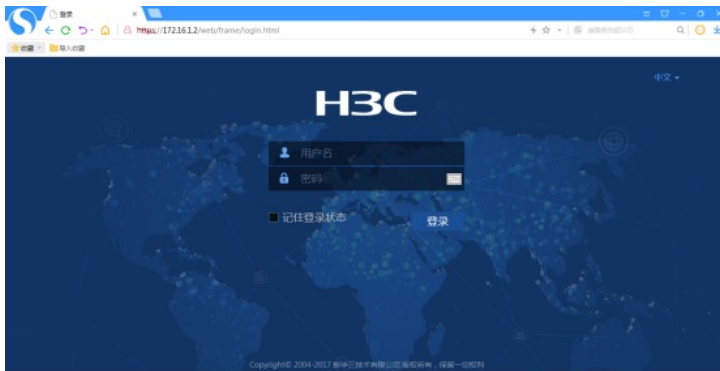 登录
https://172.16.1.2/web/frame/login.html
收藏
导入收藏
中文
H3C
用户名
密码
记住登录状态
登录
Copyright© 2004-2017 新华三技术有限公司 版权所有，保留一切权利